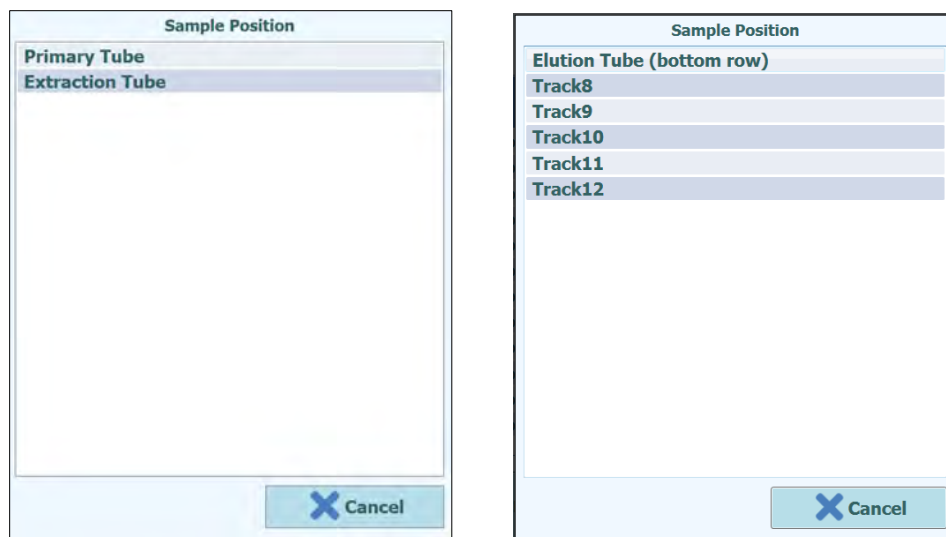 Sample Position
Primary Tube
Extraction Tube
Cancel
Sample Position
Elution Tube (bottom row)
Track8
Track9
Track10
Track11
Track12
Cancel